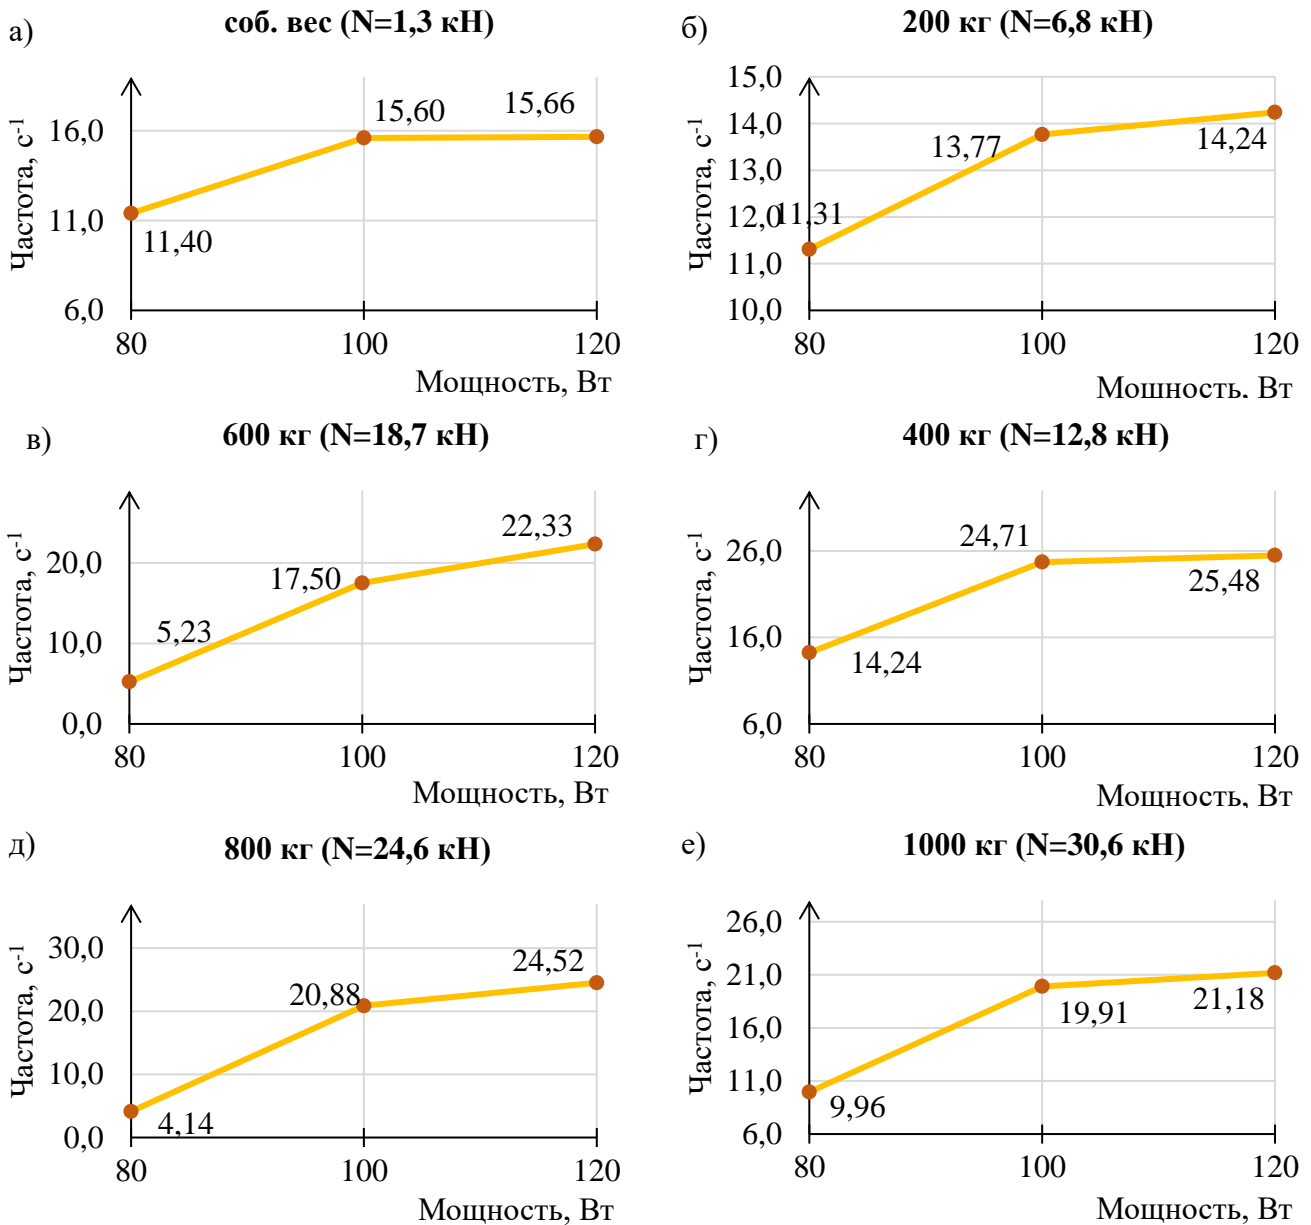 а)
соб. вес (N=1,3 кН)
Частота, с⁻¹
16,0
11,0
6,0
15,60
15,66
11,40
80 100 120
Мощность, Вт
б)
200 кг (N=6,8 кН)
Частота, с⁻¹
15,0
14,0
13,0
12,0
11,0
10,0
13,77
14,24
11,31
80 100 120
Мошность, Вт
в)
600 кг (N=18,7 кН)
Частота, с⁻¹
20,0
10,0
0,0
22,33
17,50
5,23
80 100 120
Мощность, Вт
г)
400 кг (N=12,8 кН)
Частота, с⁻¹
26,0
16,0
6,0
24,71
25,48
14,24
80 100 120
Мощность, Вт
д)
800 кг (N=24,6 кН)
Частота, с⁻¹
30,0
20,0
10,0
0,0
24,52
20,88
4,14
80 100 120
Мощность, Вт
е)
1000 кг (N=30,6 кН)
Частота, с⁻¹
26,0
21,0
16,0
11,0
6,0
19,91
21,18
9,96
80 100 120
Мощность, Вт